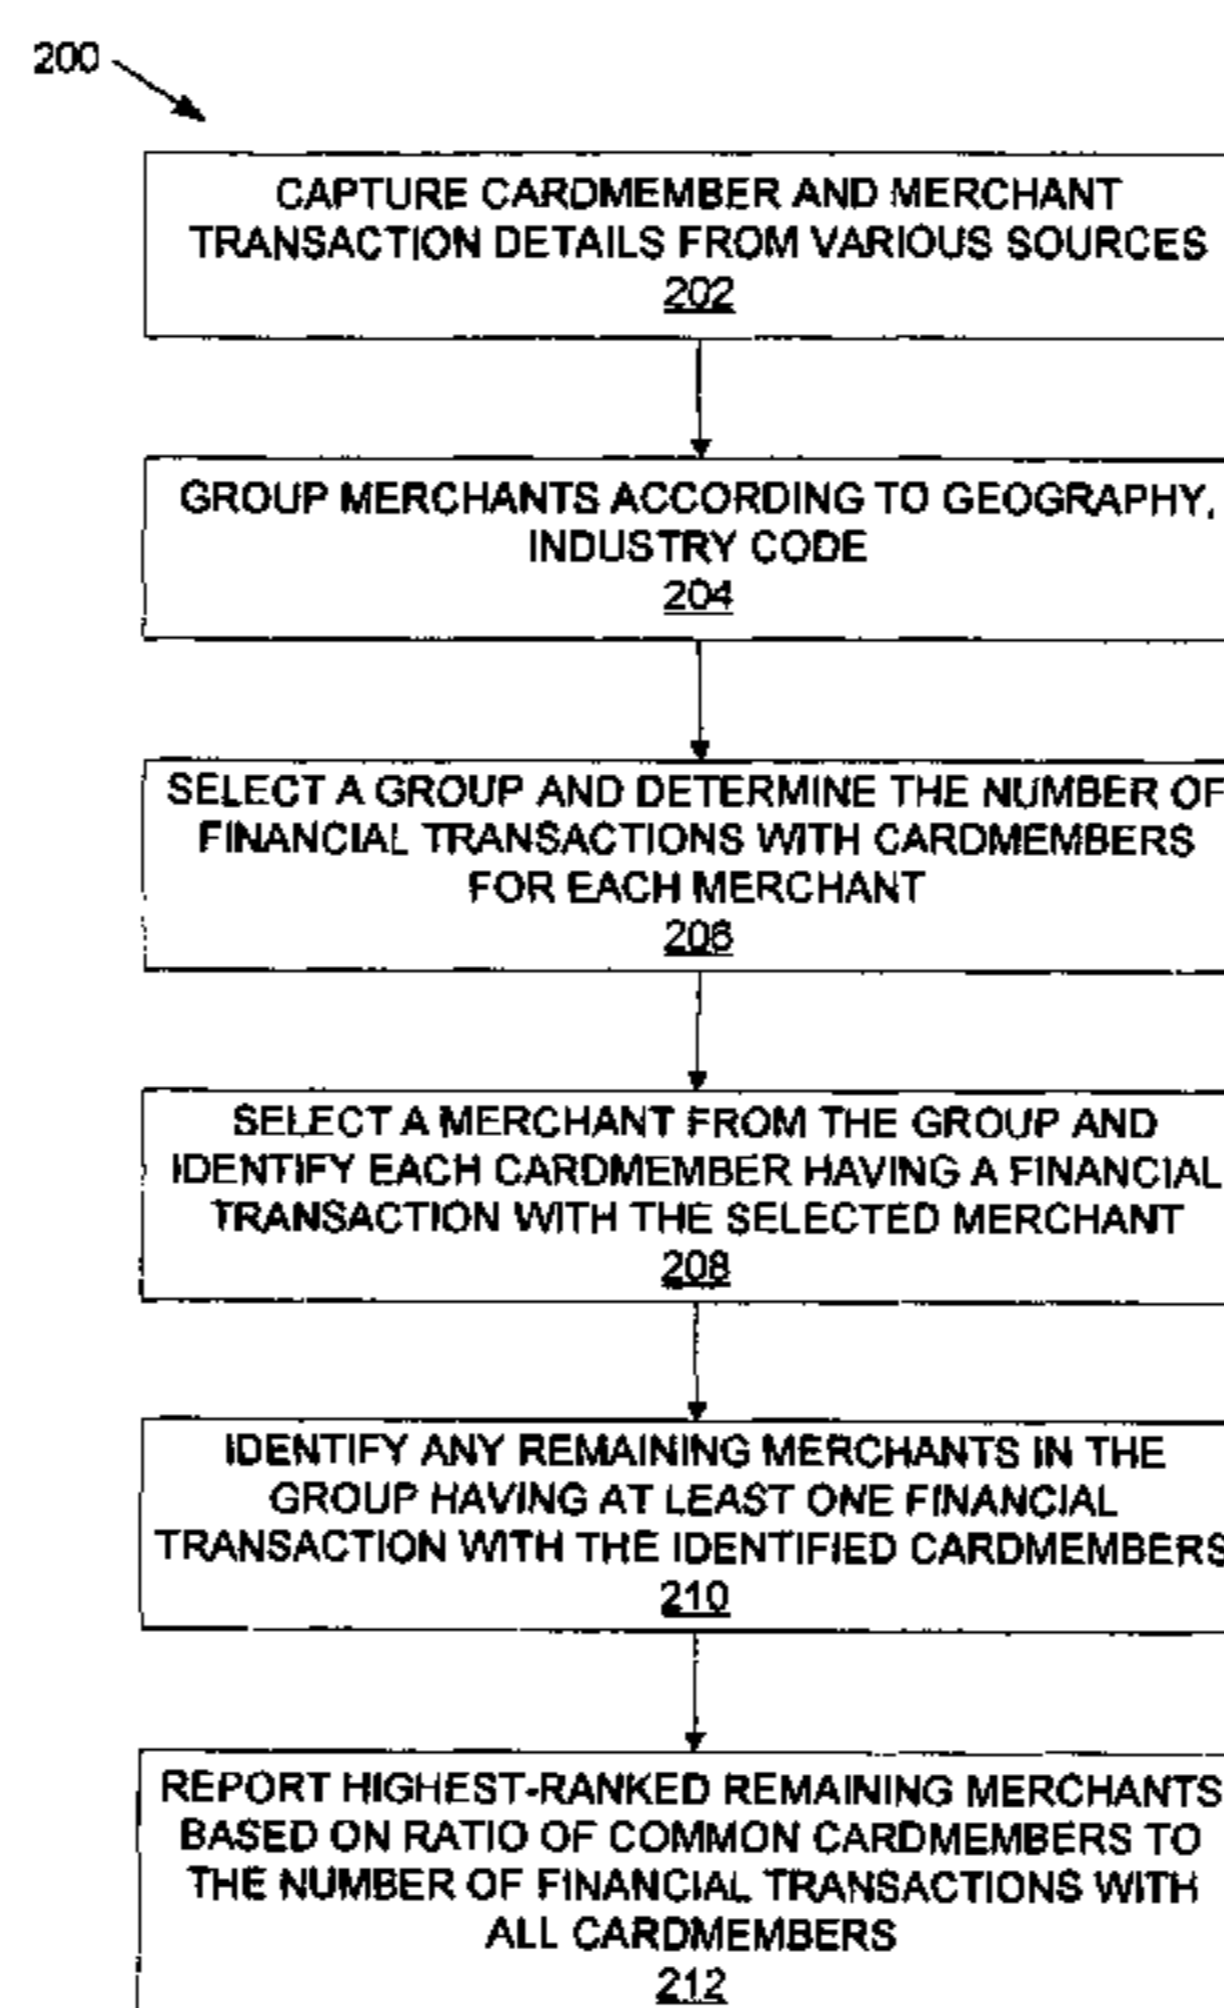 200
CAPTURE CARDMEMBER AND MERCHANT
TRANSACTION DETAILS FROM VARIOUS SOURCES
202
GROUP MERCHANTS ACCORDING TO GEOGRAPHY,
INDUSTRY CODE
204
SELECT A GROUP AND DETERMINE THE NUMBER OF
FINANCIAL TRANSACTIONS WITH CARDMEMBERS
FOR EACH MERCHANT
206
SELECT A MERCHANT FROM THE GROUP AND
IDENTIFY EACH CARDMEMBER HAVING A FINANCIAL
TRANSACTION WITH THE SELECTED MERCHANT
208
IDENTIFY ANY REMAINING MERCHANTS IN THE
GROUP HAVING AT LEAST ONE FINANCIAL
TRANSACTION WITH THE IDENTIFIED CARDMEMBERS
210
REPORT HIGHEST-RANKED REMAINING MERCHANTS
BASED ON RATIO OF COMMON CARDMEMBERS TO
THE NUMBER OF FINANCIAL TRANSACTIONS WITH
ALL CARDMEMBERS
212